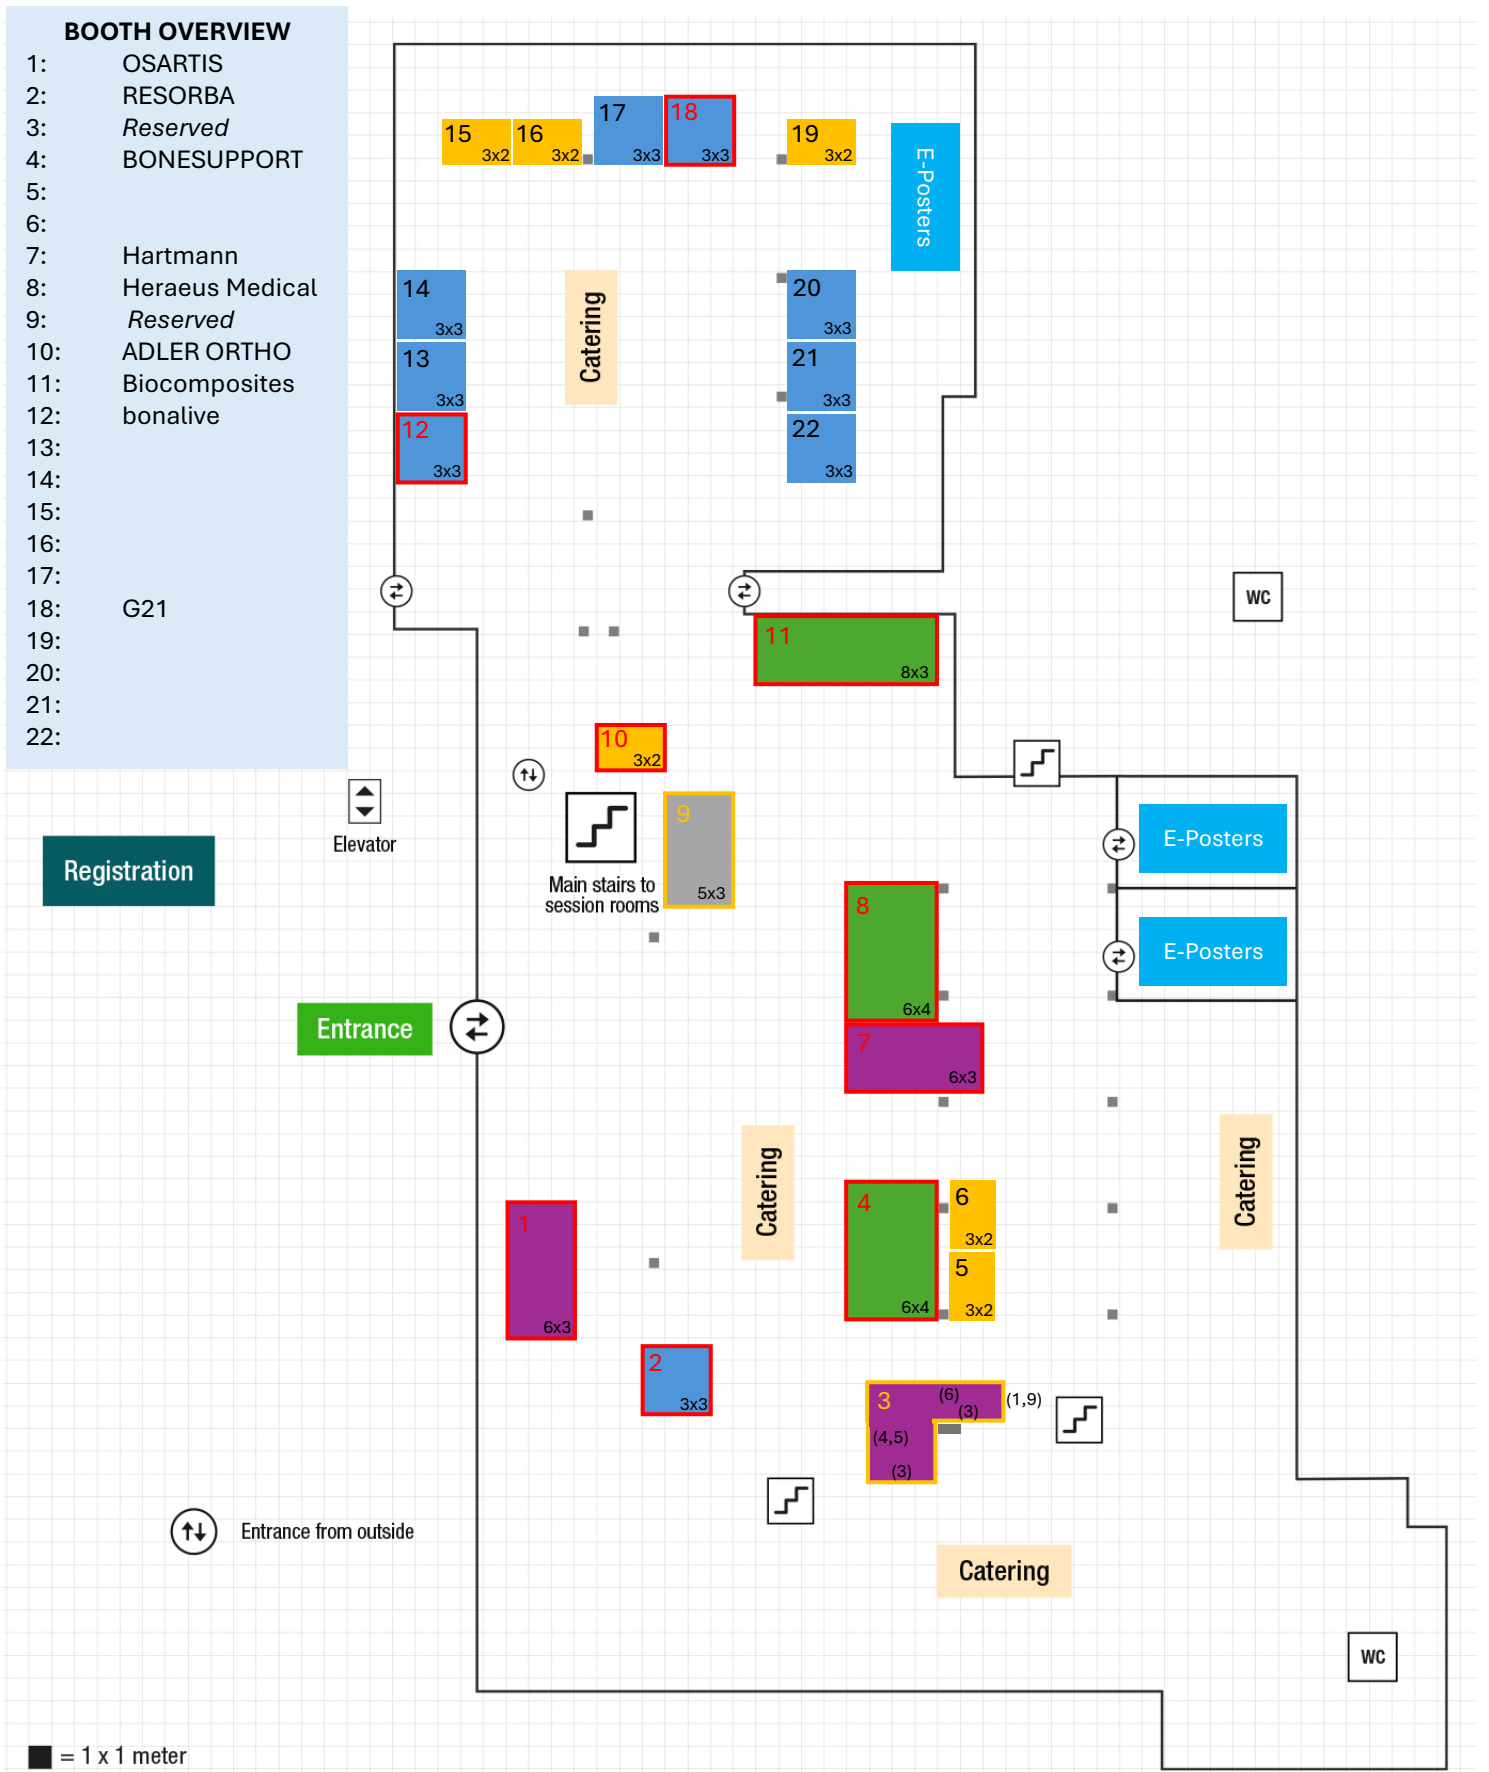 BOOTH OVERVIEW
1: OSARTIS
2: RESORBA
3: Reserved
4: BONESUPPORT
5:
6:
7: Hartmann
8: Heraeus Medical
9: Reserved
10: ADLER ORTHO
11: Biocomposites
12: bonalive
13:
14:
15:
16:
17:
18: G21
19:
20:
21:
22:
15
3x2
16
3x2
17
3x3
18
3x3
19
3x2
E-Posters
14
3x3
13
3x3
12
3x3
Catering
20
3x3
21
3x3
22
3x3
WC
11
8x3
10
3x2
Elevator
Registration
Main stairs to
session rooms
9
5x3
E-Posters
E-Posters
8
6x4
Entrance
7
6x3
Catering
Catering
1
6x3
4
6x4
6
3x2
5
3x2
2
3x3
3
(6)
(1,9)
(3)
(4,5)
(3)
Entrance from outside
Catering
WC
= 1 x 1 meter